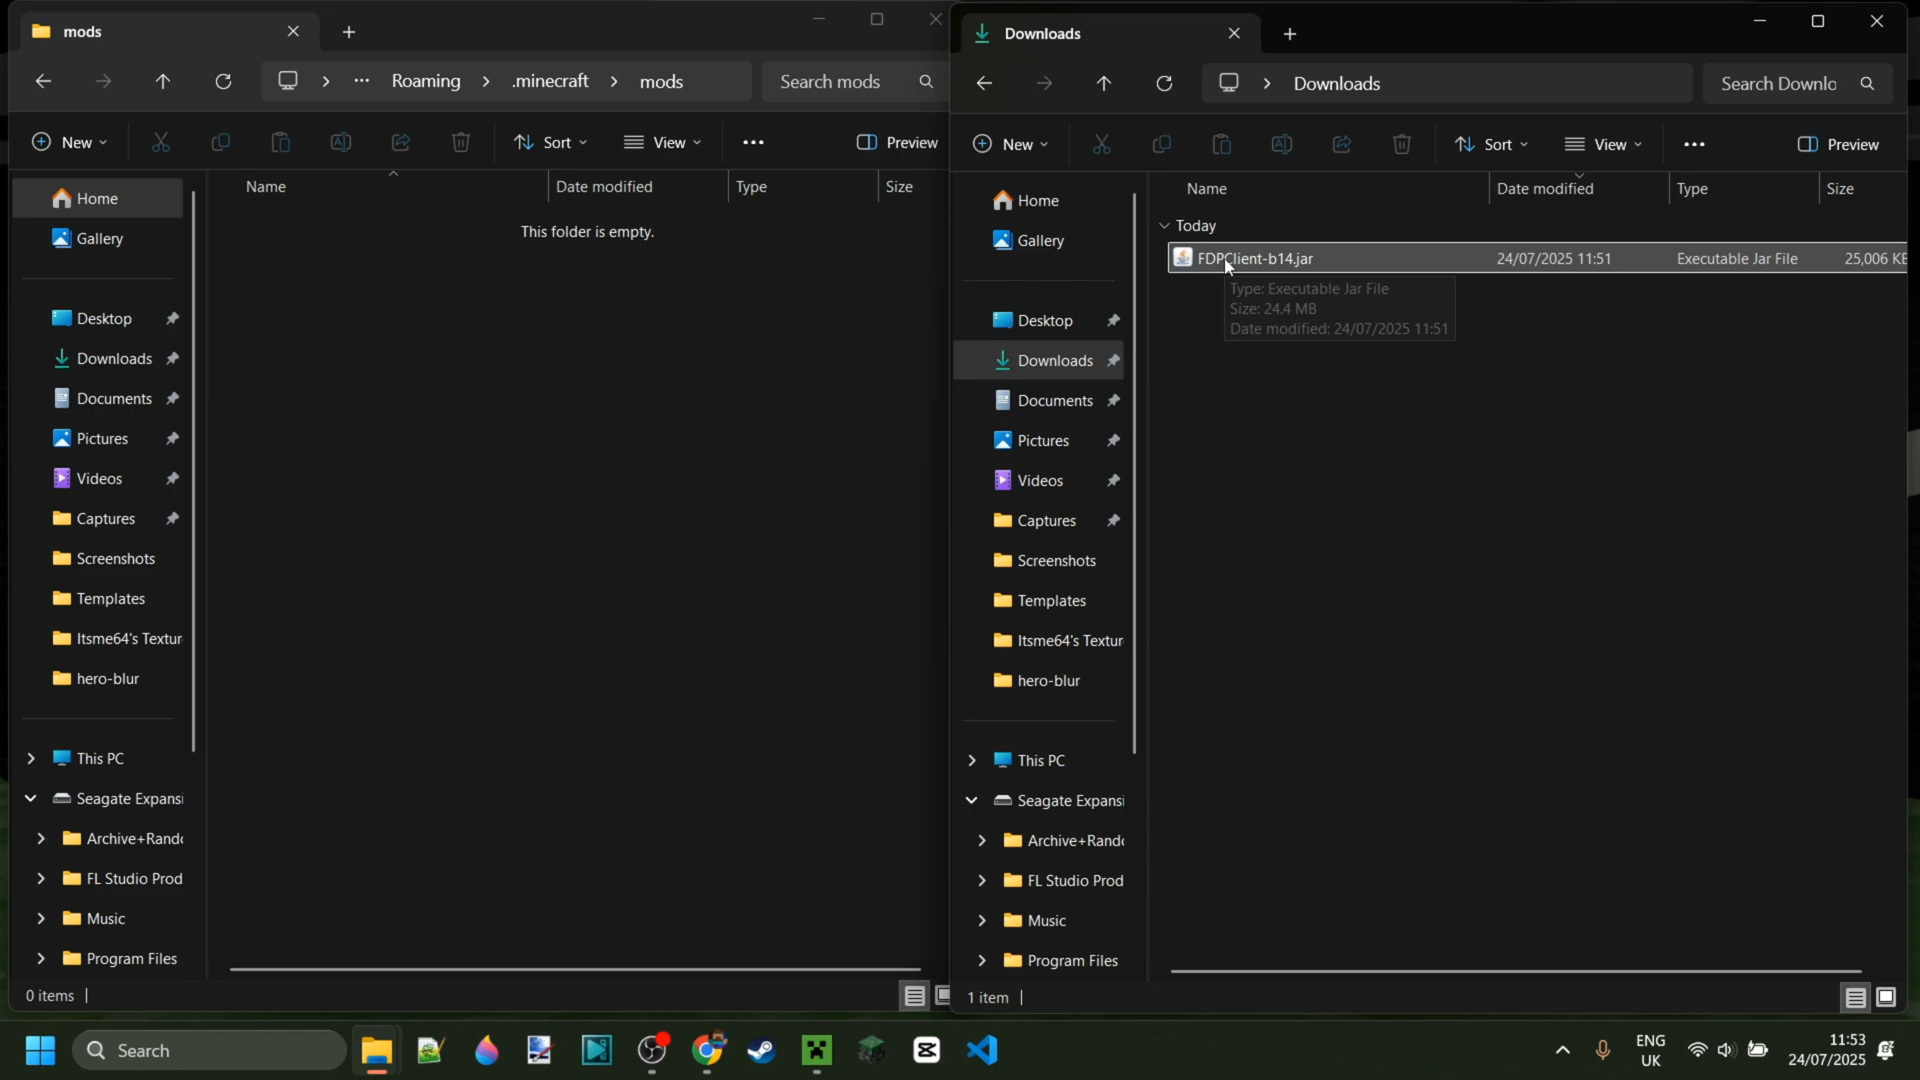 mods
Roaming
.minecraft
mods
Search mods
New
Sort
View
Preview
Name
Date modified
Type
Size
This folder is empty.
Home
Gallery
Desktop
Downloads
Documents
Pictures
Videos
Captures
Screenshots
Templates
Itsme64's Textur
hero-blur
This PC
Seagate Expansi
Archive+Rando
FL Studio Prod
Music
Program Files
0 items
Downloads
Downloads
Search Downlo
New
Sort
View
Preview
Name
Date modified
Type
Size
Today
FDPClient-b14.jar
24/07/2025 11:51
Executable Jar File
25,006 KB
Type: Executable Jar File
Size: 24.4 MB
Date modified: 24/07/2025 11:51
Home
Gallery
Desktop
Downloads
Documents
Pictures
Videos
Captures
Screenshots
Templates
Itsme64's Textur
hero-blur
This PC
Seagate Expansi
Archive+Rando
FL Studio Prod
Music
Program Files
1 item
Search
ENG
UK
11:53
24/07/2025